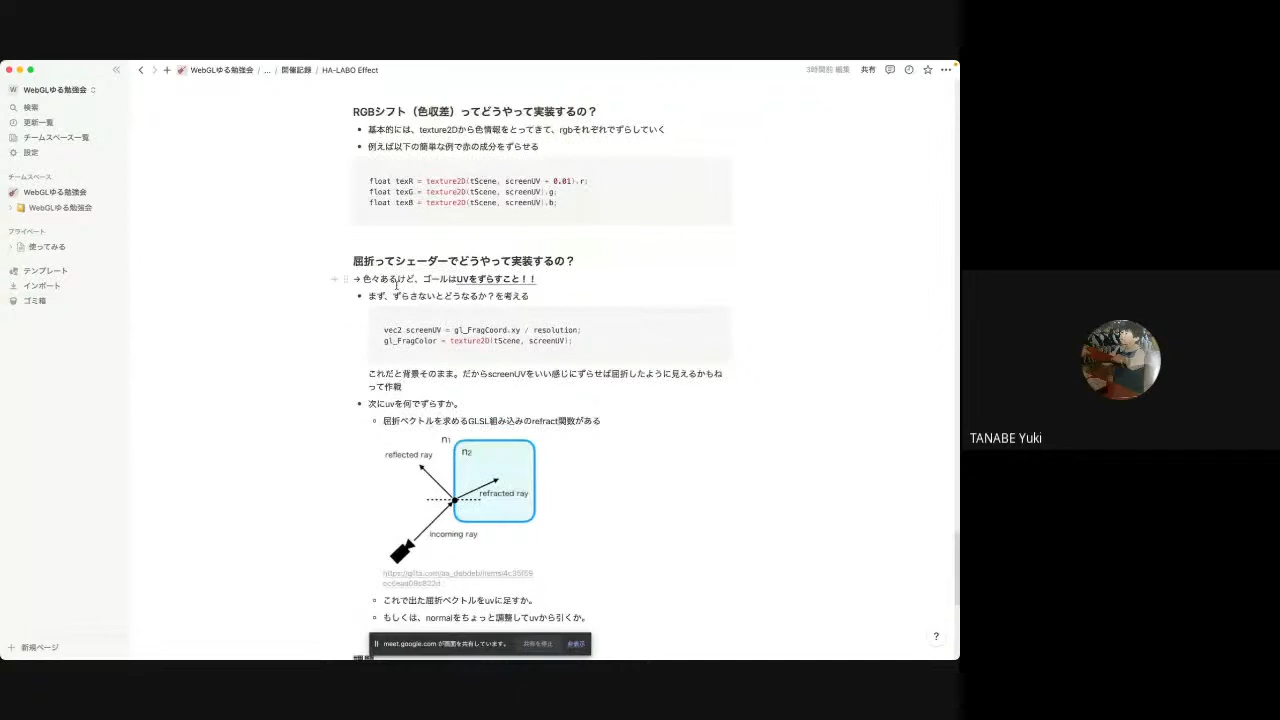 WebGLゆる勉強会 / ... / 開催記録 / HA-LABO Effect
3時間前 編集
共有
W WebGLゆる勉強会
検索
更新一覧
チームスペース一覧
設定
チームスペース
WebGLゆる勉強会
WebGLゆる勉強会
プライベート
使ってみる
テンプレート
インポート
ゴミ箱
新規ページ
RGBシフト（色収差）ってどうやって実装するの？
• 基本的には、texture2Dから色情報をとってきて、rgbそれぞれでずらしていく
• 例えば以下の簡単な例で赤の成分をずらせる
float texR = texture2D(tScene, screenUV + 0.01).r;
float texG = texture2D(tScene, screenUV).g;
float texB = texture2D(tScene, screenUV).b;
屈折ってシェーダーでどうやって実装するの？
→ 色々あるけど、ゴールはUVをずらすこと！！
• まず、ずらさないとどうなるか？を考える
vec2 screenUV = gl_FragCoord.xy / resolution;
gl_FragColor = texture2D(tScene, screenUV);
これだと背景そのまま。だからscreenUVをいい感じにずらせば屈折したように見えるかもね
って作戦
• 次にuvを何でずらすか。
◦ 屈折ベクトルを求めるGLSL組み込みのrefract関数がある
n1
n2
reflected ray
refracted ray
incoming ray
◦ これで出た屈折ベクトルをuvに足すか。
◦ もしくは、normalをちょっと調整してuvから引くか。
meet.google.com が画面を共有しています。
共有を停止
非表示
?
TANABE Yuki